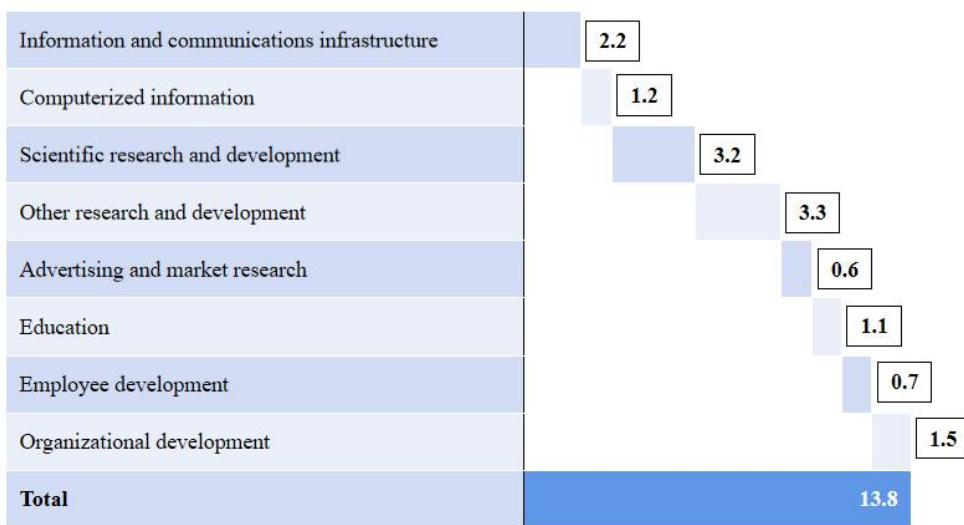 Information and communications infrastructure 2.2
Computerized information 1.2
Scientific research and development 3.2
Other research and development 3.3
Advertising and market research 0.6
Education 1.1
Employee development 0.7
Organizational development 1.5
Total 13.8